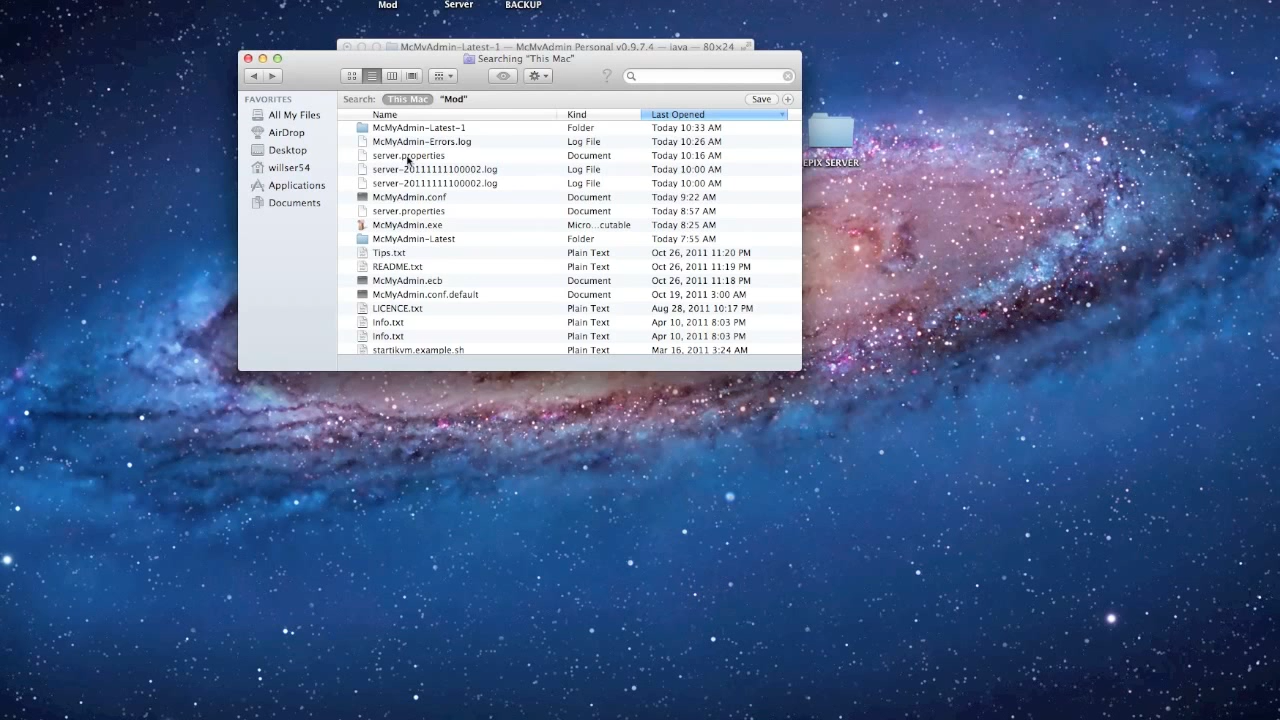 Mod Server BACKUP
McMyAdmin-Latest-1 — McMyAdmin Personal v0.9.7.4 — java — 80×24
Searching "This Mac"
Search: This Mac "Mod" Save
FAVORITES
All My Files
AirDrop
Desktop
willser54
Applications
Documents
Name Kind Last Opened
McMyAdmin-Latest-1 Folder Today 10:33 AM
McMyAdmin-Errors.log Log File Today 10:26 AM
server.properties Document Today 10:16 AM
server-20111111100002.log Log File Today 10:00 AM
server-20111111100002.log Log File Today 10:00 AM
McMyAdmin.conf Document Today 9:22 AM
server.properties Document Today 8:57 AM
McMyAdmin.exe Micro...cutable Today 8:25 AM
McMyAdmin-Latest Folder Today 7:55 AM
Tips.txt Plain Text Oct 26, 2011 11:20 PM
README.txt Plain Text Oct 26, 2011 11:19 PM
McMyAdmin.ecb Document Oct 26, 2011 11:18 PM
McMyAdmin.conf.default Document Oct 19, 2011 3:00 AM
LICENCE.txt Plain Text Aug 28, 2011 10:17 PM
Info.txt Plain Text Apr 10, 2011 8:03 PM
Info.txt Plain Text Apr 10, 2011 8:03 PM
startikvm.example.sh Plain Text Mar 16, 2011 3:24 AM
EPIX SERVER